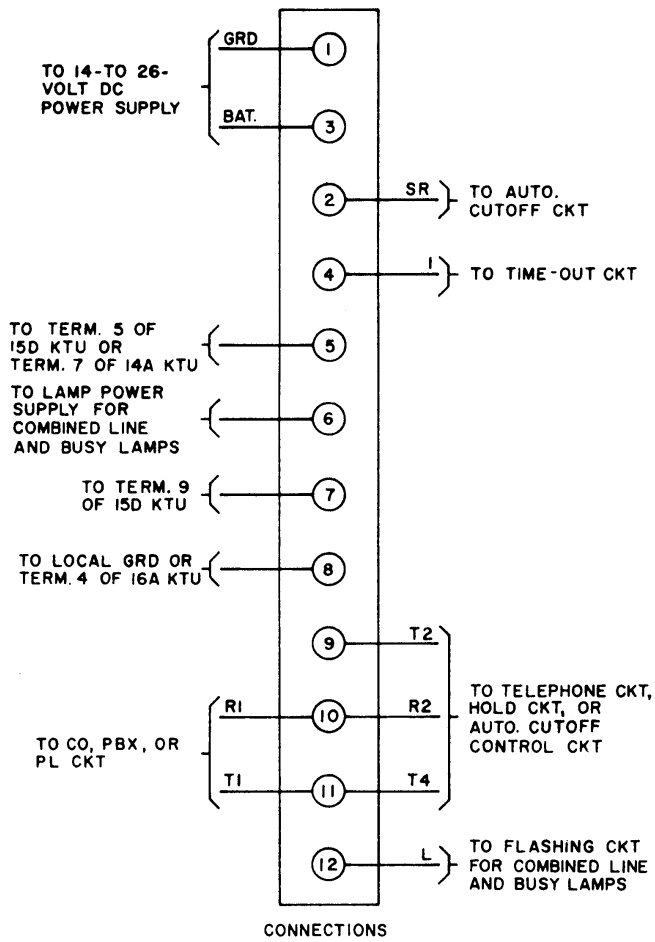 GRD
1
TO 14-TO 26-
VOLT DC
POWER SUPPLY
BAT.
3
2
SR
TO AUTO.
CUTOFF CKT
4
I
TO TIME-OUT CKT
TO TERM. 5 OF
15D KTU OR
TERM. 7 OF 14A KTU
5
TO LAMP POWER
SUPPLY FOR
COMBINED LINE
AND BUSY LAMPS
6
TO TERM. 9
OF 15D KTU
7
TO LOCAL GRD OR
TERM. 4 OF 16A KTU
8
9
T2
R1
10
R2
TO TELEPHONE CKT,
HOLD CKT, OR
AUTO. CUTOFF
CONTROL CKT
TO CO, PBX, OR
PL CKT
T1
11
T4
12
L
TO FLASHING CKT
FOR COMBINED LINE
AND BUSY LAMPS
CONNECTIONS